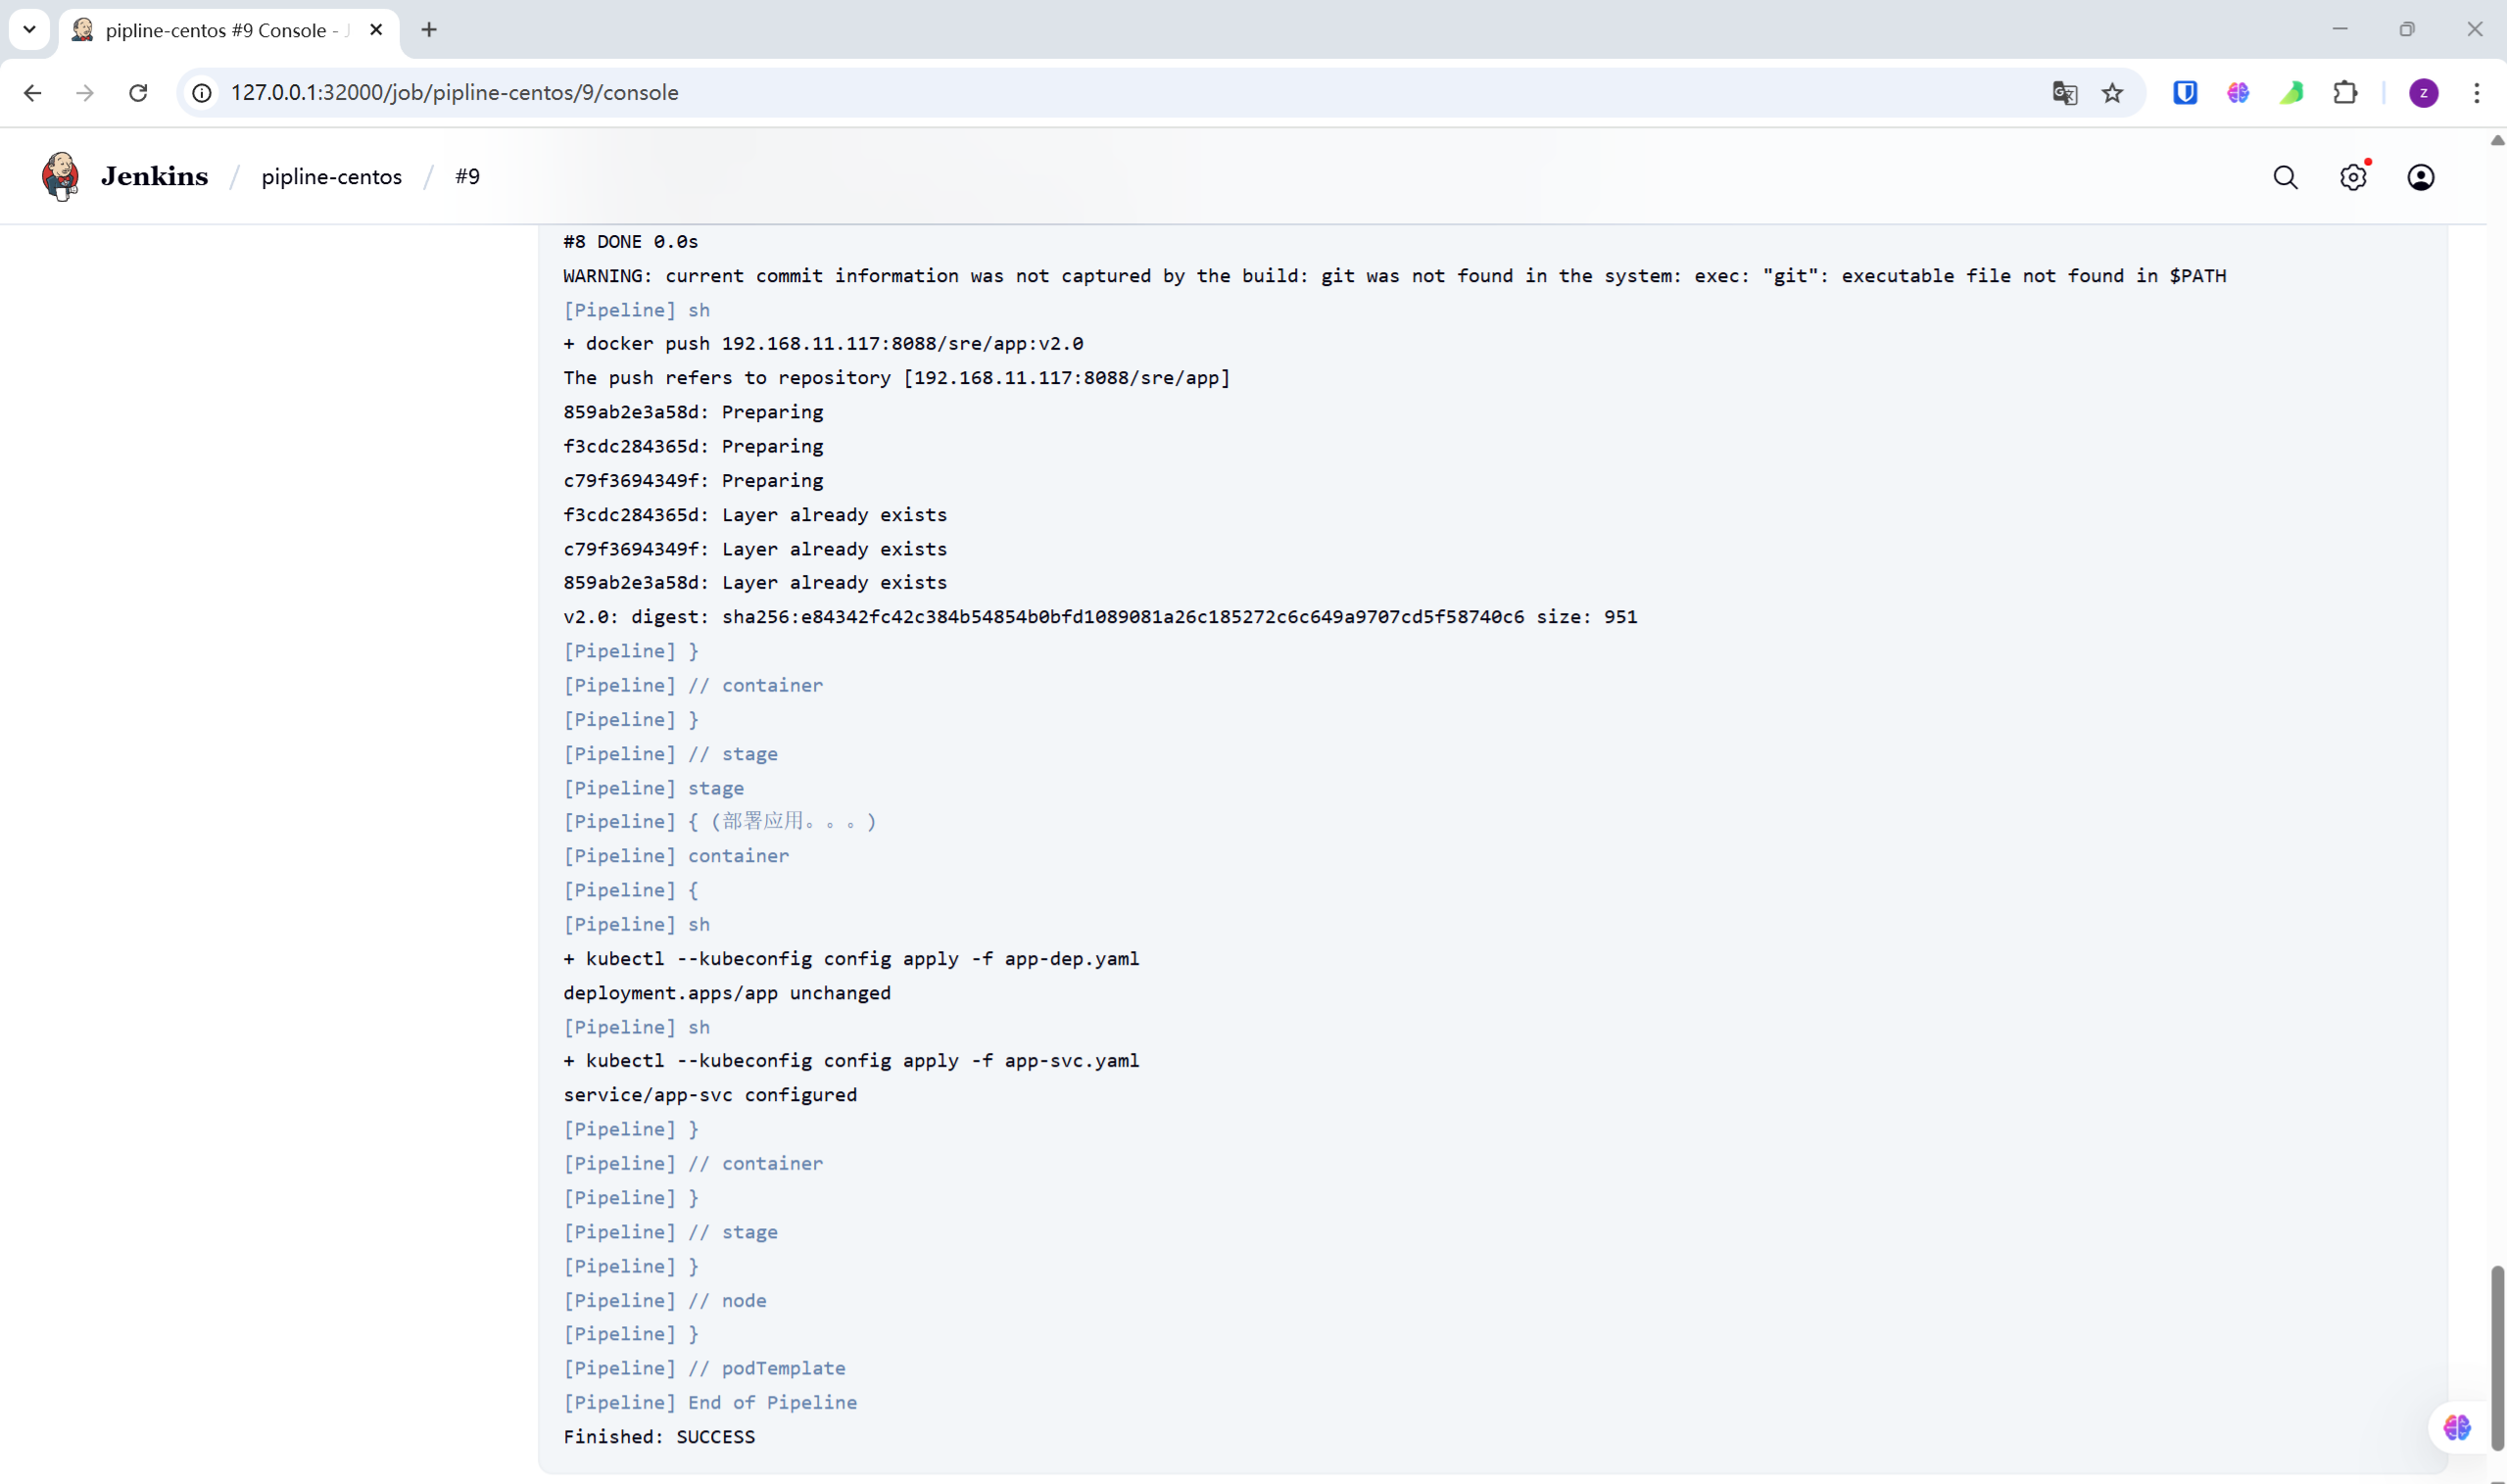 pipline-centos #9 Console - J
127.0.0.1:32000/job/pipline-centos/9/console
z
Jenkins / pipline-centos / #9
#8 DONE 0.0s
WARNING: current commit information was not captured by the build: git was not found in the system: exec: "git": executable file not found in $PATH
[Pipeline] sh
+ docker push 192.168.11.117:8088/sre/app:v2.0
The push refers to repository [192.168.11.117:8088/sre/app]
859ab2e3a58d: Preparing
f3cdc284365d: Preparing
c79f3694349f: Preparing
f3cdc284365d: Layer already exists
c79f3694349f: Layer already exists
859ab2e3a58d: Layer already exists
v2.0: digest: sha256:e84342fc42c384b54854b0bfd1089081a26c185272c6c649a9707cd5f58740c6 size: 951
[Pipeline] }
[Pipeline] // container
[Pipeline] }
[Pipeline] // stage
[Pipeline] stage
[Pipeline] { (部署应用。。。)
[Pipeline] container
[Pipeline] {
[Pipeline] sh
+ kubectl --kubeconfig config apply -f app-dep.yaml
deployment.apps/app unchanged
[Pipeline] sh
+ kubectl --kubeconfig config apply -f app-svc.yaml
service/app-svc configured
[Pipeline] }
[Pipeline] // container
[Pipeline] }
[Pipeline] // stage
[Pipeline] }
[Pipeline] // node
[Pipeline] }
[Pipeline] // podTemplate
[Pipeline] End of Pipeline
Finished: SUCCESS